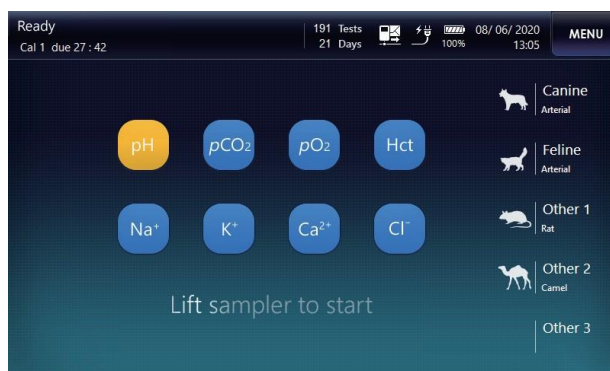 Ready
Cal 1 due 27 : 42
191 Tests
21 Days
100%
08/ 06/ 2020
13:05
MENU
pH
pCO₂
pO₂
Hct
Na⁺
K⁺
Ca²⁺
Cl⁻
Lift sampler to start
Canine
Arterial
Feline
Arterial
Other 1
Rat
Other 2
Camel
Other 3